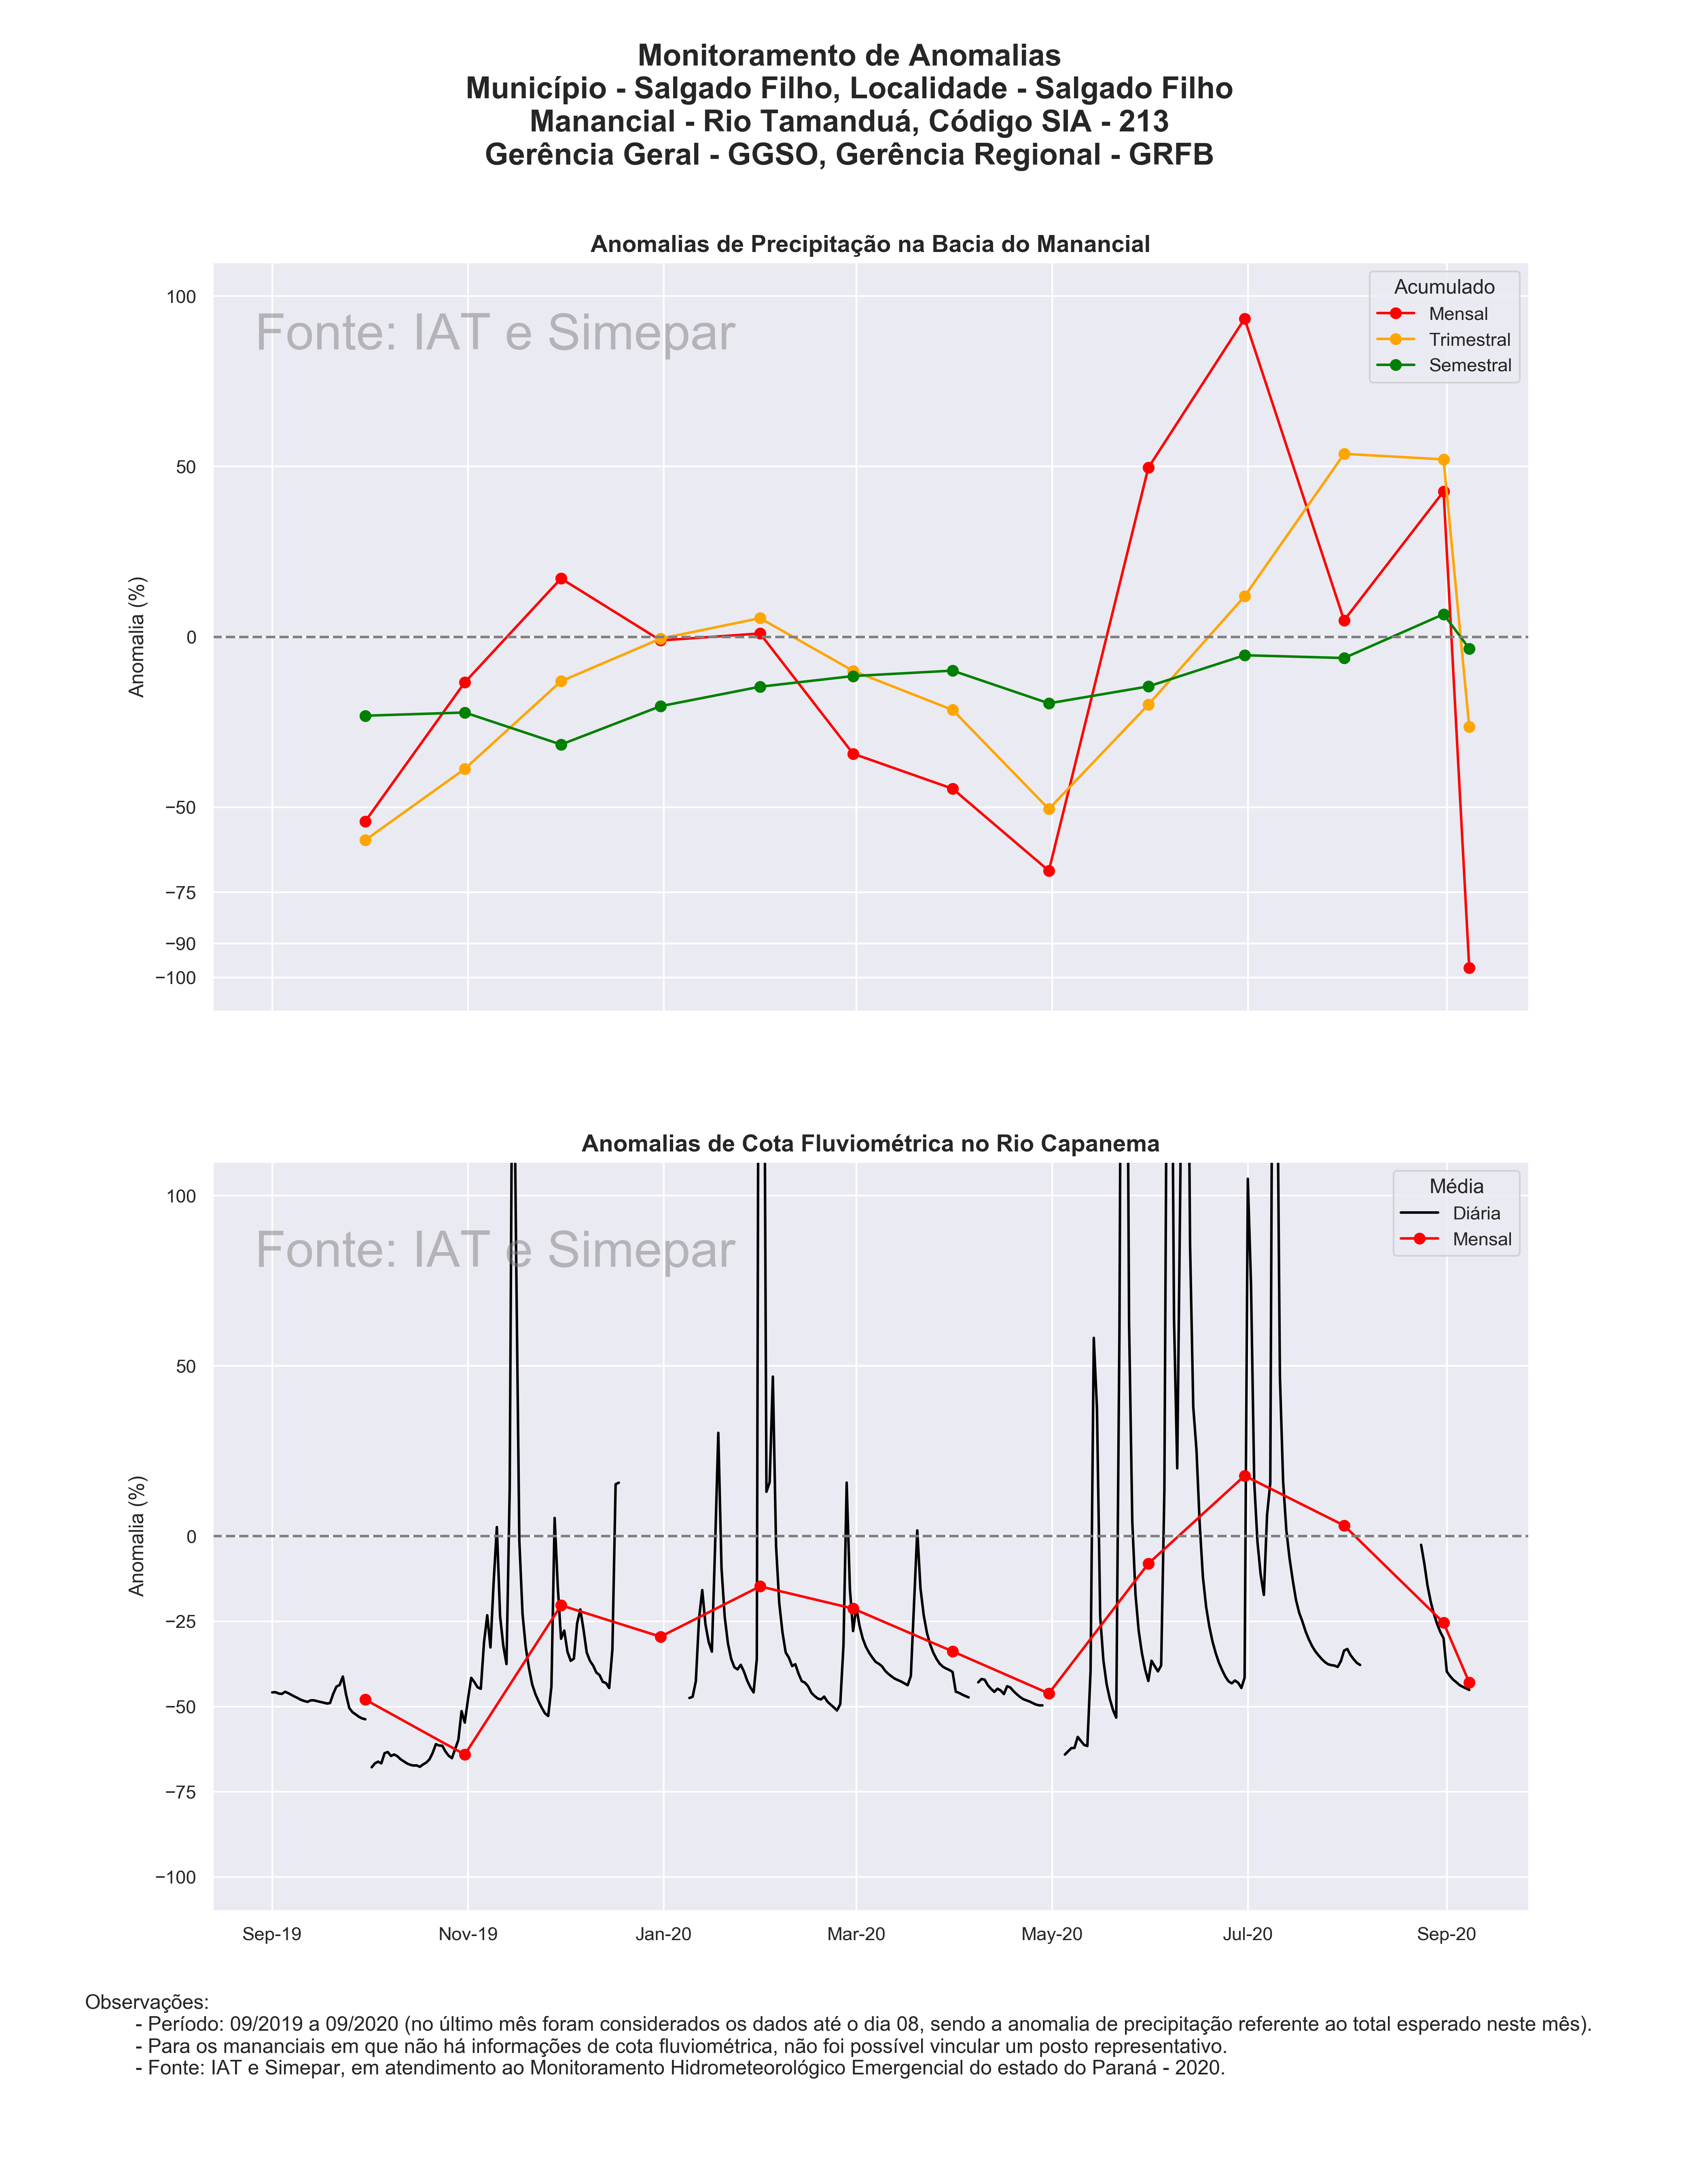 Monitoramento de Anomalias
Município - Salgado Filho, Localidade - Salgado Filho
Manancial - Rio Tamanduá, Código SIA - 213
Gerência Geral - GGSO, Gerência Regional - GRFB
Anomalias de Precipitação na Bacia do Manancial
Fonte: IAT e Simepar
Acumulado
Mensal
Trimestral
Semestral
Anomalia (%)
100
50
0
−50
−75
−90
−100
Anomalias de Cota Fluviométrica no Rio Capanema
Fonte: IAT e Simepar
Média
Diária
Mensal
Anomalia (%)
100
50
0
−25
−50
−75
−100
Sep-19 Nov-19 Jan-20 Mar-20 May-20 Jul-20 Sep-20
Observações:
- Período: 09/2019 a 09/2020 (no último mês foram considerados os dados até o dia 08, sendo a anomalia de precipitação referente ao total esperado neste mês).
- Para os mananciais em que não há informações de cota fluviométrica, não foi possível vincular um posto representativo.
- Fonte: IAT e Simepar, em atendimento ao Monitoramento Hidrometeorológico Emergencial do estado do Paraná - 2020.